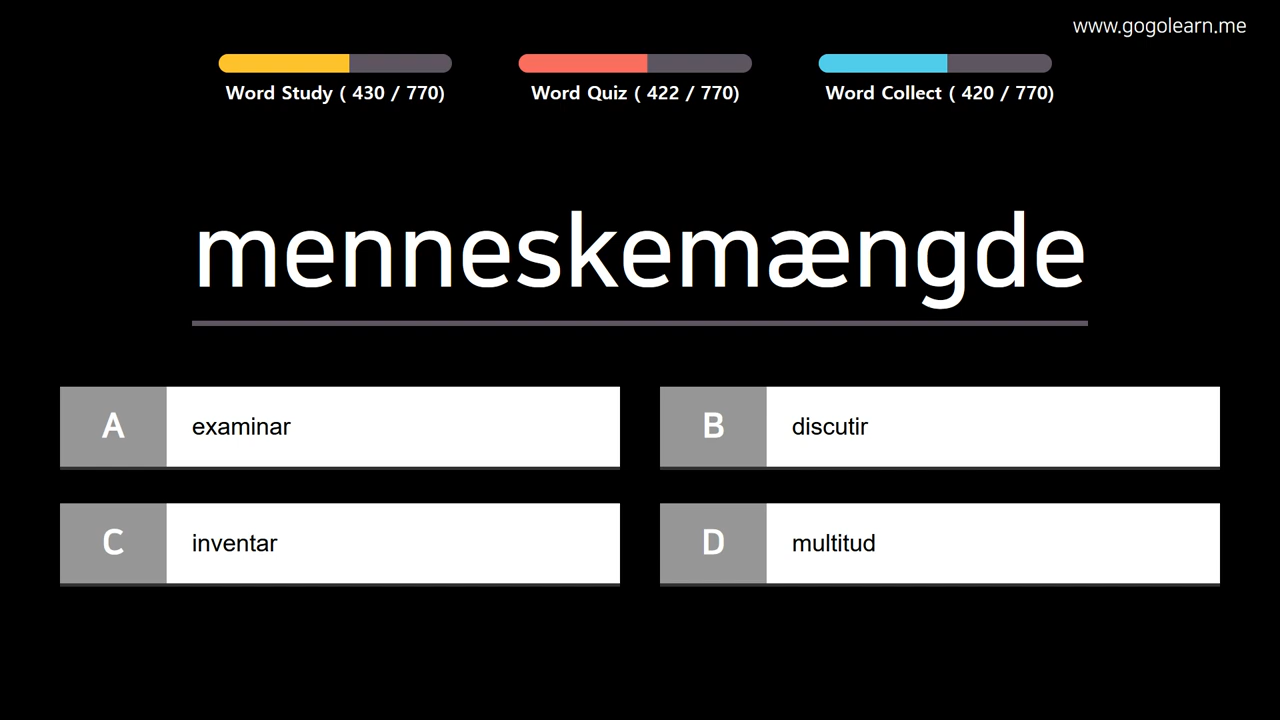 www.gogolearn.me
Word Study ( 430 / 770)
Word Quiz ( 422 / 770)
Word Collect ( 420 / 770)
menneskemængde
A examinar
B discutir
C inventar
D multitud